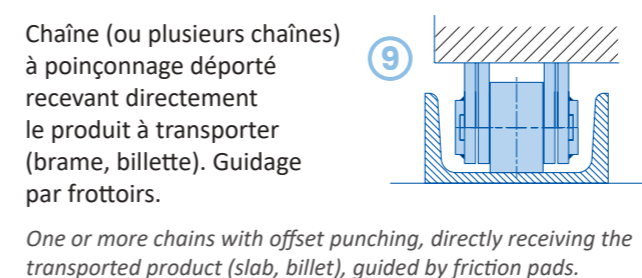 Chaîne (ou plusieurs chaînes)
à poinçonnage déporté
recevant directement
le produit à transporter
(brame, billette). Guidage
par frottoirs.
9
One or more chains with offset punching, directly receiving the
transported product (slab, billet), guided by friction pads.